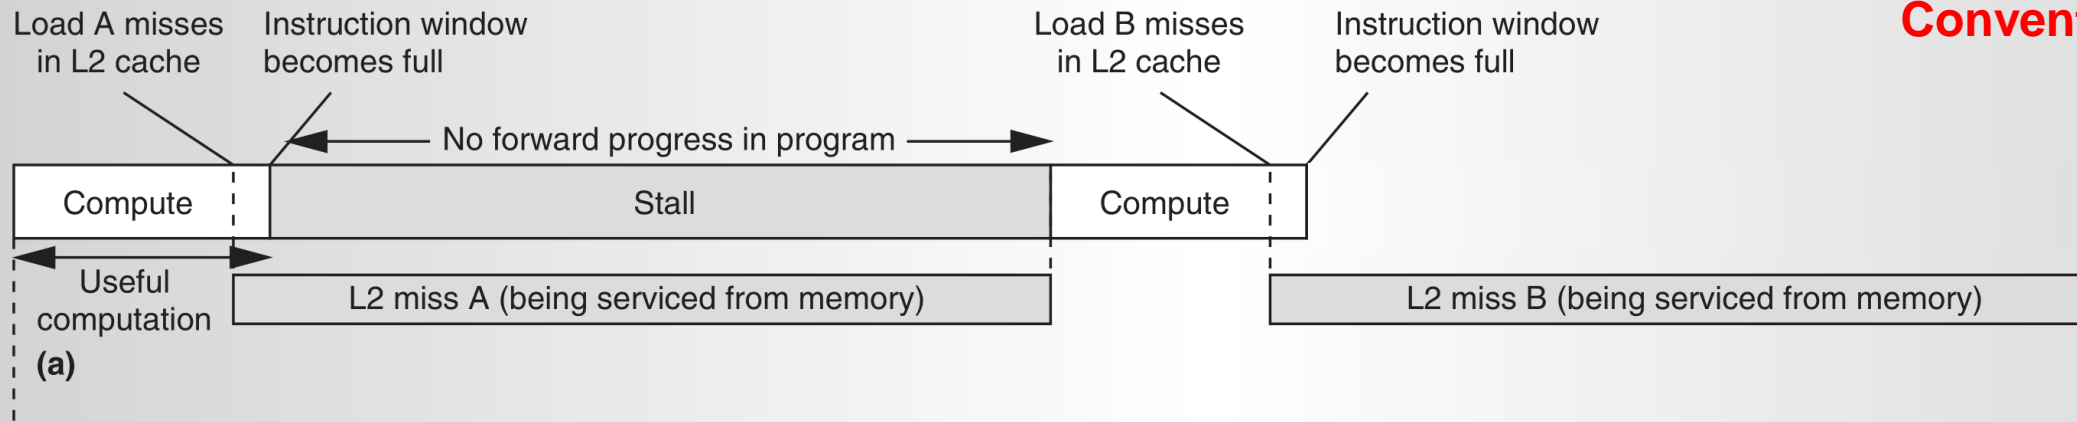 Load A misses
in L2 cache
Instruction window
becomes full
Load B misses
in L2 cache
Instruction window
becomes full
Conven
No forward progress in program
Compute
Stall
Compute
Useful
computation
L2 miss A (being serviced from memory)
L2 miss B (being serviced from memory)
(a)